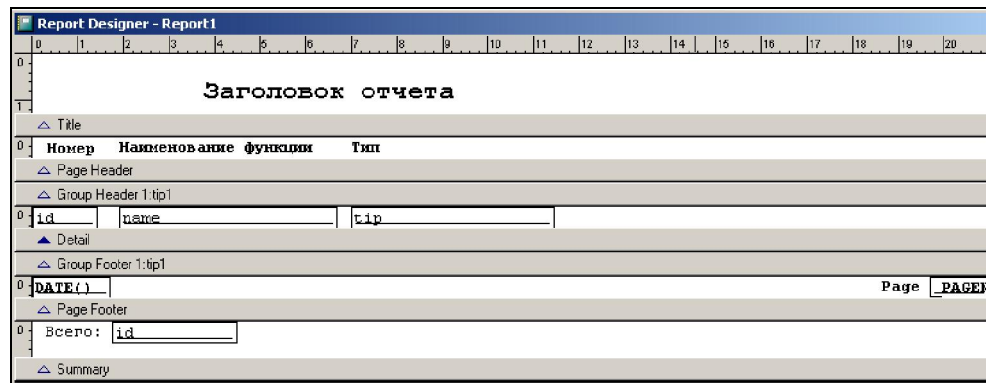 Report Designer - Report1
0 1 2 3 4 5 6 7 8 9 10 11 12 13 14 15 16 17 18 19 20
0
Заголовок отчета
1
Title
0 Номер Наименование функции Тип
Page Header
Group Header 1:tip1
0 id name tip
Detail
Group Footer 1:tip1
0 DATE() Page _PAGEN
Page Footer
0 Всего: id
Summary